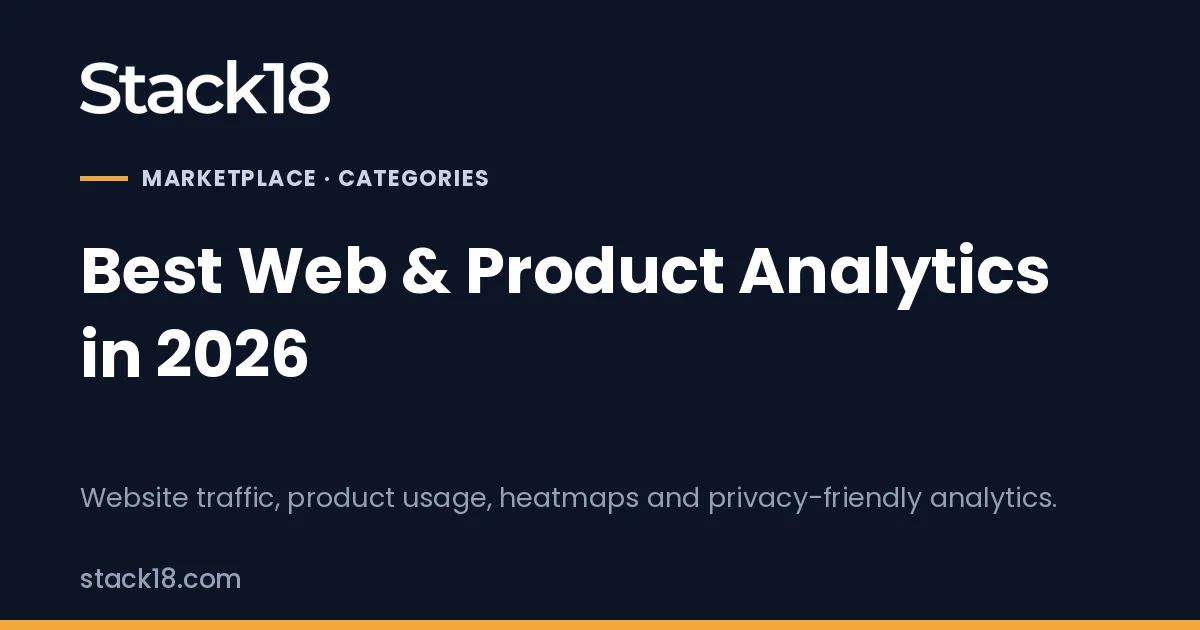 Stack18
MARKETPLACE · CATEGORIES
Best Web & Product Analytics
in 2026
Website traffic, product usage, heatmaps and privacy-friendly analytics.
stack18.com